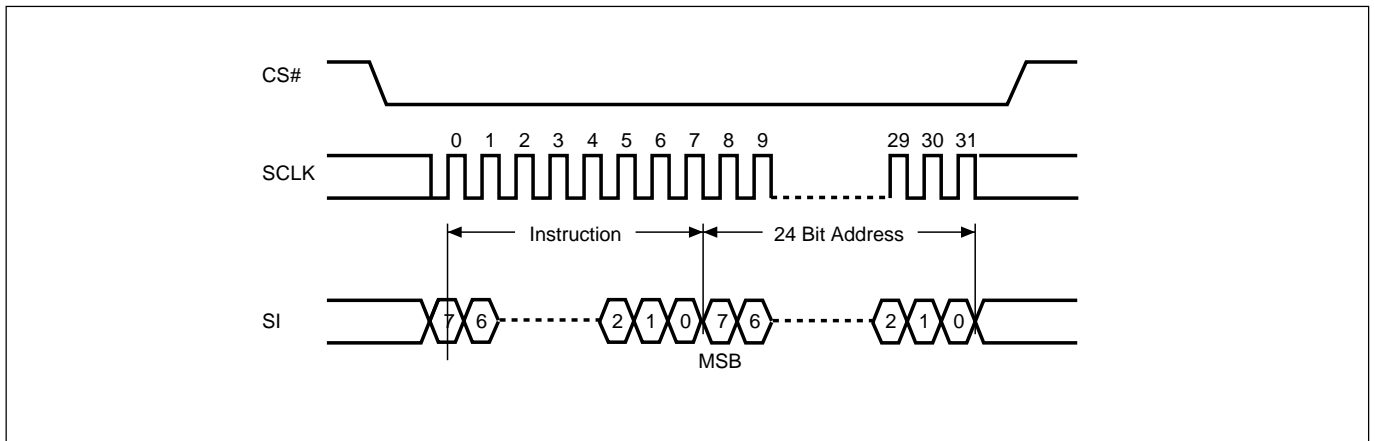 CS#
0 1 2 3 4 5 6 7 8 9 29 30 31
SCLK
Instruction 24 Bit Address
SI 7 6 2 1 0 7 6 2 1 0
MSB